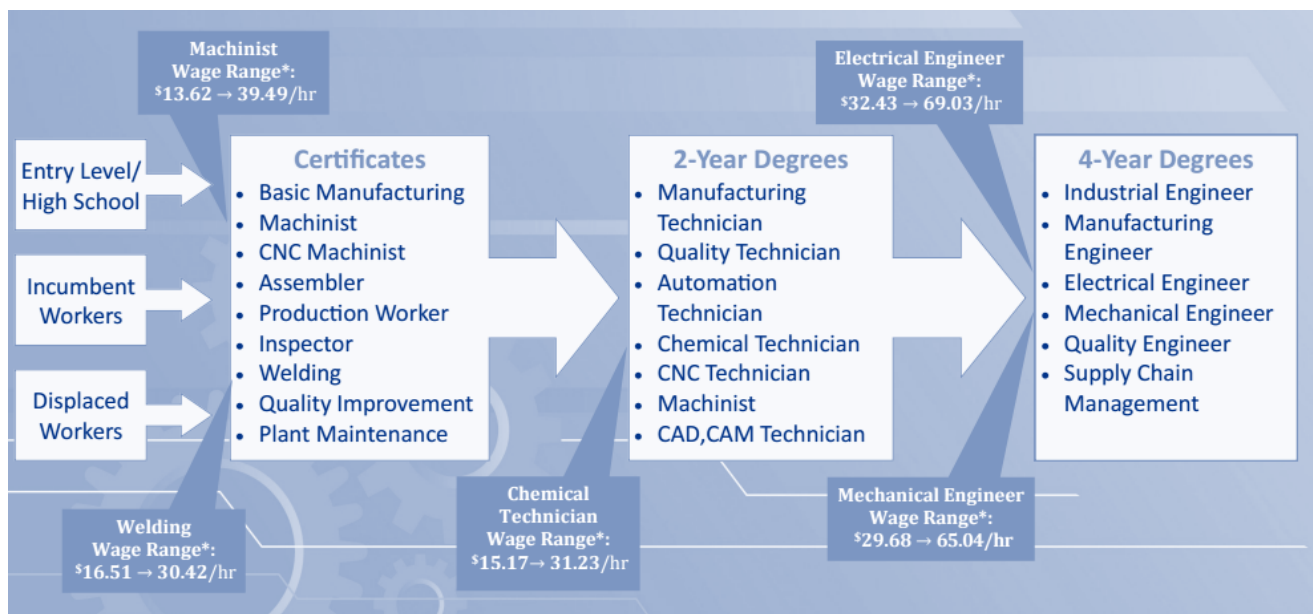 Machinist
Wage Range*:
$13.62 → 39.49/hr
Electrical Engineer
Wage Range*:
$32.43 → 69.03/hr
Entry Level/
High School
Incumbent
Workers
Displaced
Workers
Certificates
• Basic Manufacturing
• Machinist
• CNC Machinist
• Assembler
• Production Worker
• Inspector
• Welding
• Quality Improvement
• Plant Maintenance
2-Year Degrees
• Manufacturing
Technician
• Quality Technician
• Automation
Technician
• Chemical Technician
• CNC Technician
• Machinist
• CAD,CAM Technician
4-Year Degrees
• Industrial Engineer
• Manufacturing
Engineer
• Electrical Engineer
• Mechanical Engineer
• Quality Engineer
• Supply Chain
Management
Welding
Wage Range*:
$16.51 → 30.42/hr
Chemical
Technician
Wage Range*:
$15.17→ 31.23/hr
Mechanical Engineer
Wage Range*:
$29.68 → 65.04/hr